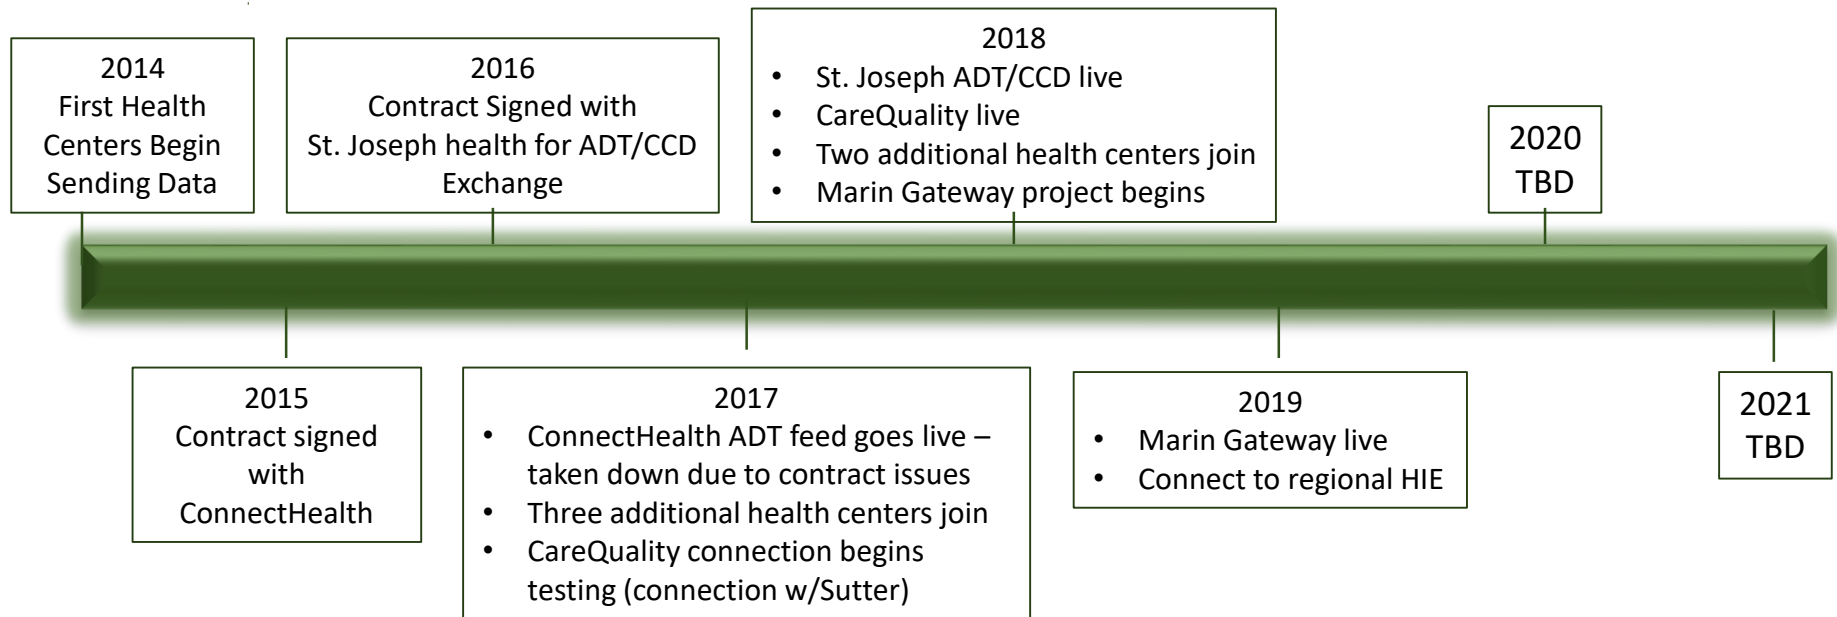 2014
First Health
Centers Begin
Sending Data
2016
Contract Signed with
St. Joseph health for ADT/CCD
Exchange
2018
• St. Joseph ADT/CCD live
• CareQuality live
• Two additional health centers join
• Marin Gateway project begins
2020
TBD
2015
Contract signed
with
ConnectHealth
2017
• ConnectHealth ADT feed goes live –
taken down due to contract issues
• Three additional health centers join
• CareQuality connection begins
testing (connection w/Sutter)
2019
• Marin Gateway live
• Connect to regional HIE
2021
TBD